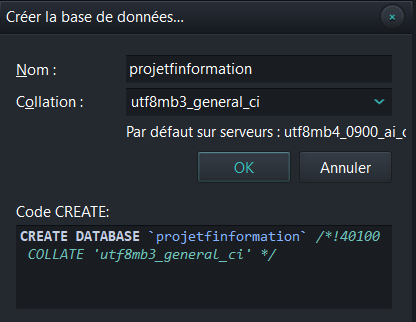 Créer la base de données...
Nom :
projetfinformation
Collation :
utf8mb3_general_ci
Par défaut sur serveurs : utf8mb4_0900_ai_c
OK
Annuler
Code CREATE:
CREATE DATABASE `projetfinformation` /*!40100
COLLATE 'utf8mb3_general_ci' */